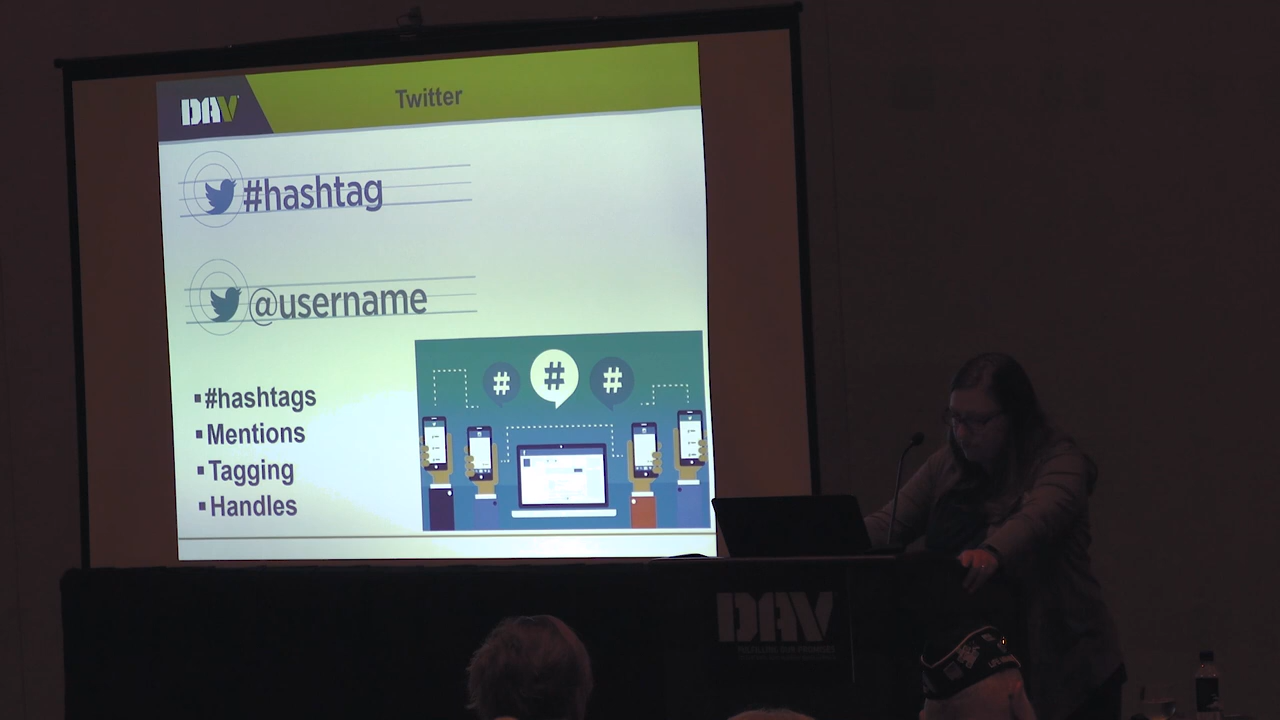 DAV
Twitter
#hashtag
@username
▪#hashtags
▪Mentions
▪Tagging
▪Handles
# # #
DAV